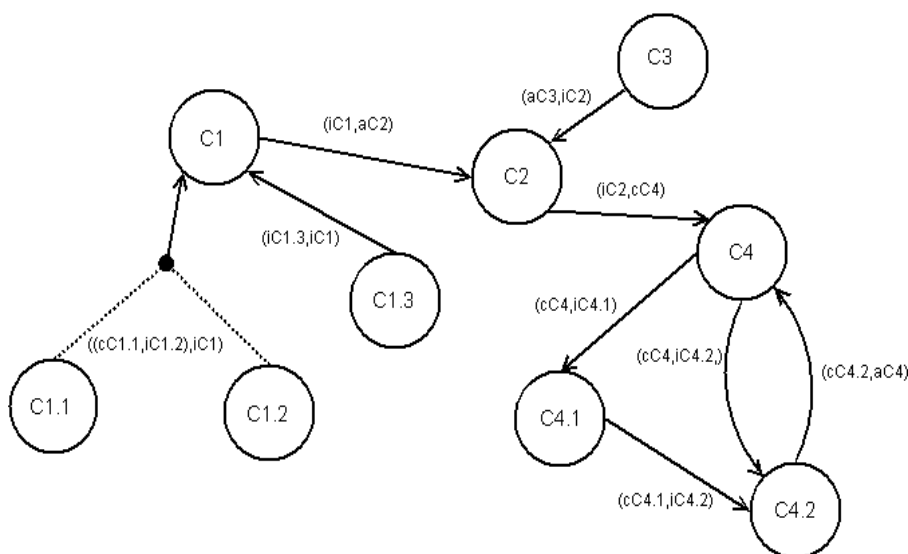 C3
(aC3,iC2)
C1
(iC1,aC2)
C2
(iC2,cC4)
(iC1.3,iC1)
C4
C1.3
(cC4,iC4.1)
((cC1.1,iC1.2),iC1)
(cC4,iC4.2,)
(cC4.2,aC4)
C1.1
C1.2
C4.1
(cC4.1,iC4.2)
C4.2